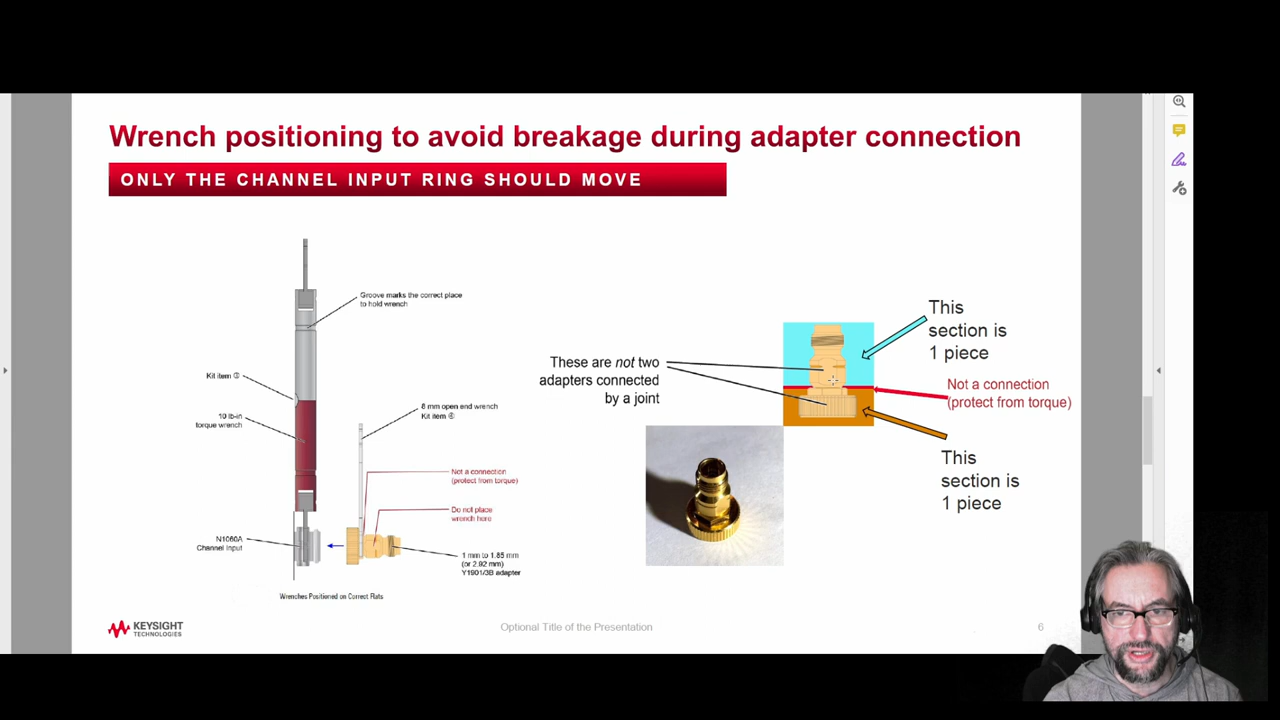 Wrench positioning to avoid breakage during adapter connection
ONLY THE CHANNEL INPUT RING SHOULD MOVE
Groove marks the correct place
to hold wrench
Kit item ③
10 lb-in
torque wrench
8 mm open end wrench
Kit item ④
Not a connection
(protect from torque)
Do not place
wrench here
N1060A
Channel Input
1 mm to 1.85 mm
(or 2.92 mm)
Y1901/3B adapter
Wrenches Positioned on Correct Flats
These are not two
adapters connected
by a joint
This
section is
1 piece
Not a connection
(protect from torque)
This
section is
1 piece
KEYSIGHT
TECHNOLOGIES
Optional Title of the Presentation
6